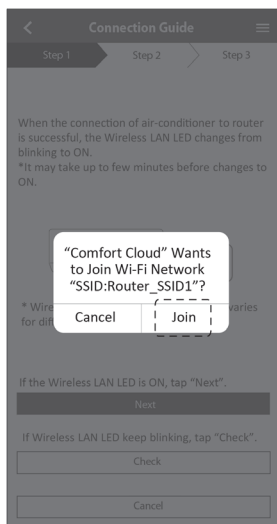 Connection Guide
Step 1
Step 2
Step 3
When the connection of air-conditioner to router
is successful, the Wireless LAN LED changes from
blinking to ON.
*It may take up to few minutes before changes to
ON.
“Comfort Cloud” Wants
to Join Wi-Fi Network
“SSID:Router_SSID1”?
Cancel
Join
* Wire
varies
for diff
If the Wireless LAN LED is ON, tap “Next”.
Next
If Wireless LAN LED keep blinking, tap “Check”.
Check
Cancel